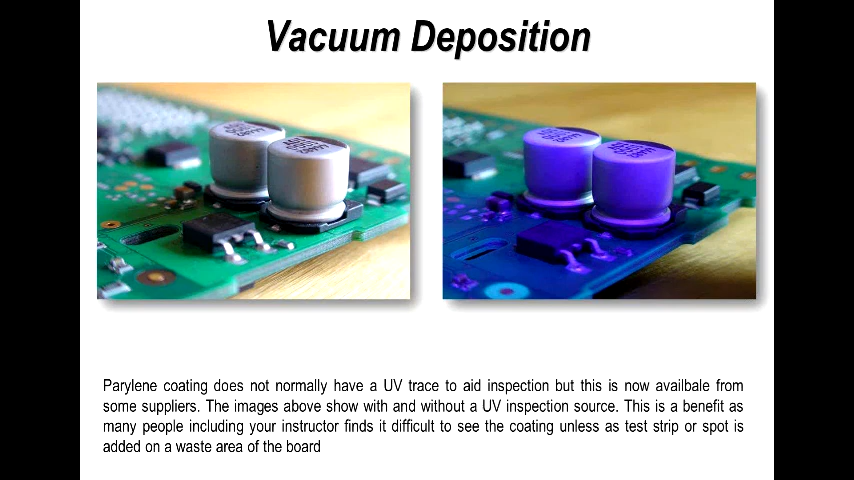 Vacuum Deposition
Parylene coating does not normally have a UV trace to aid inspection but this is now availbale from
some suppliers. The images above show with and without a UV inspection source. This is a benefit as
many people including your instructor finds it difficult to see the coating unless as test strip or spot is
added on a waste area of the board